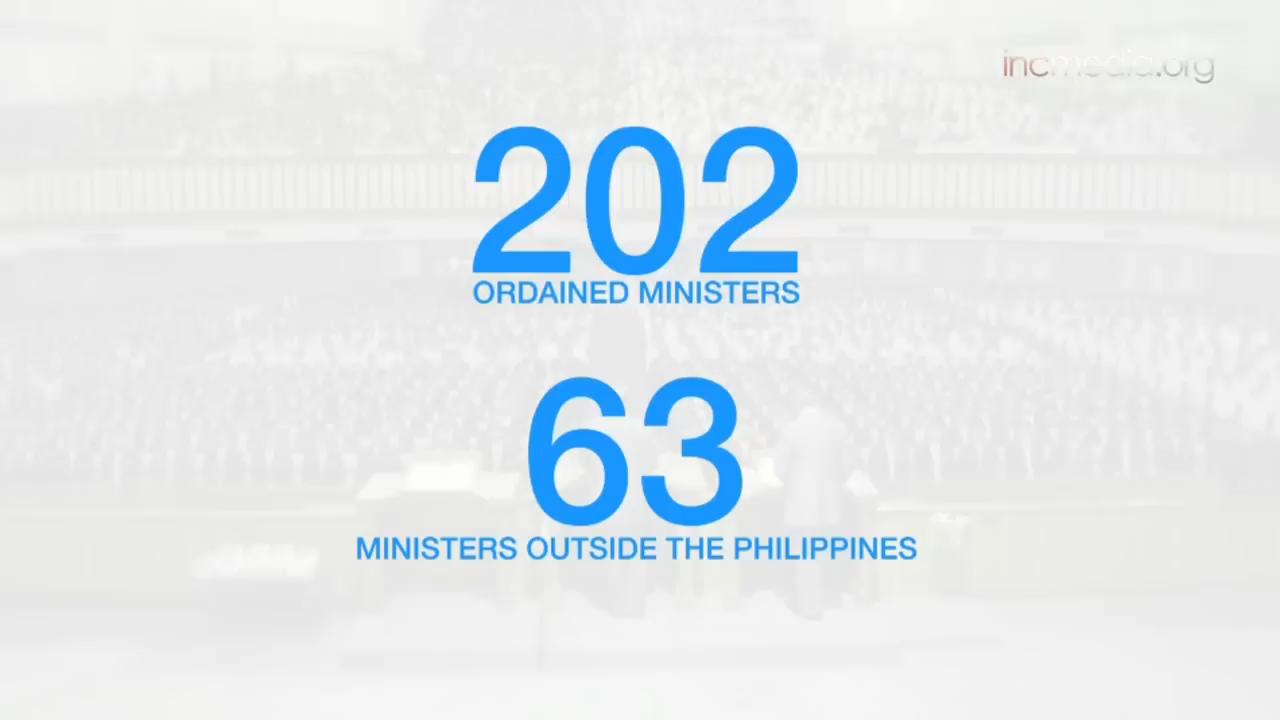 incmedia.org
202
ORDAINED MINISTERS
63
MINISTERS OUTSIDE THE PHILIPPINES